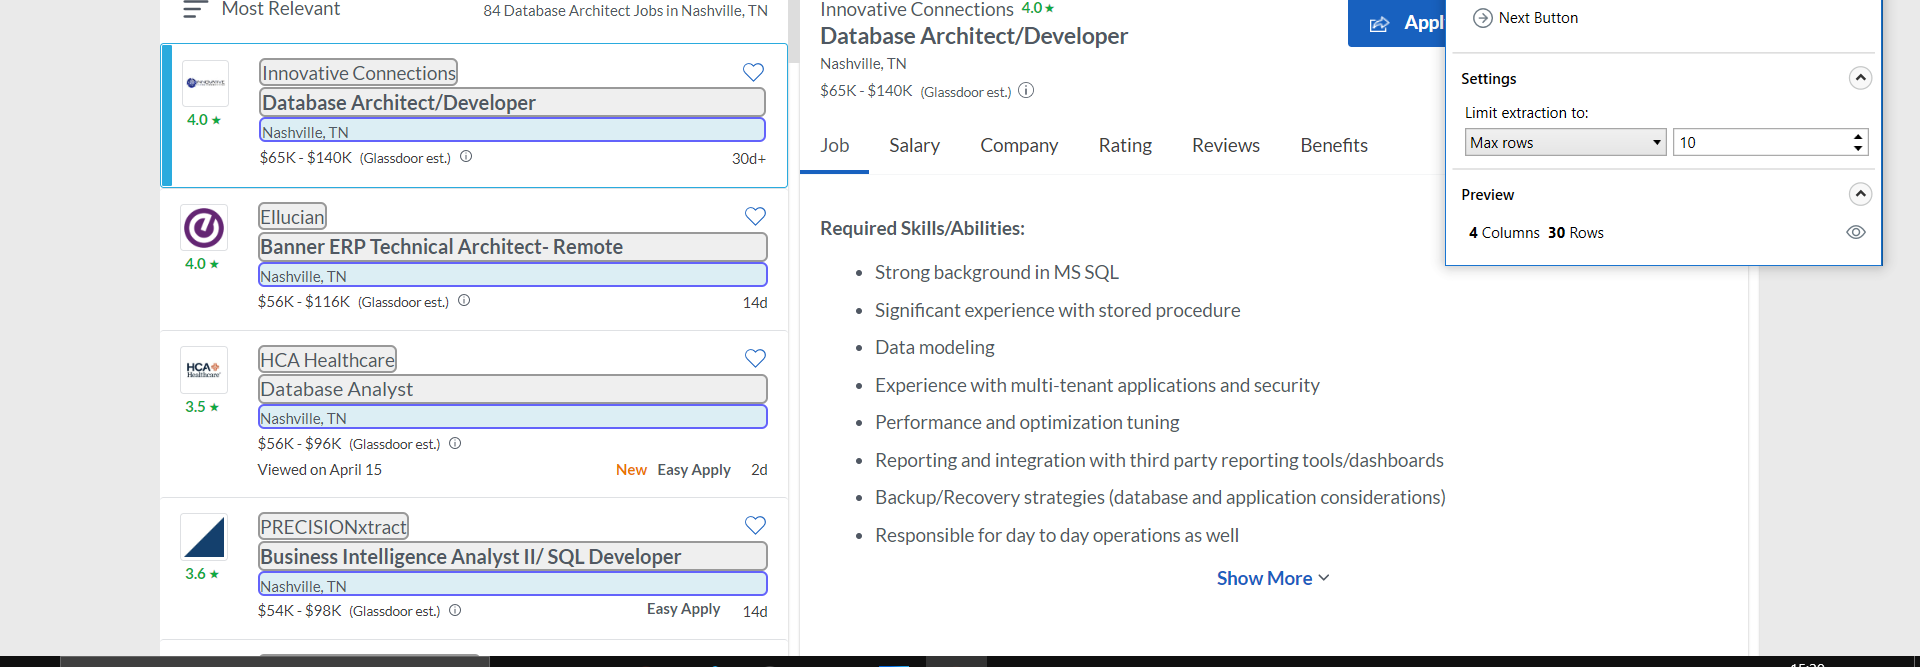 Most Relevant
84 Database Architect Jobs in Nashville, TN
Innovative Connections
Database Architect/Developer
Nashville, TN
$65K - $140K (Glassdoor est.)
30d+
4.0 ★
Ellucian
Banner ERP Technical Architect- Remote
Nashville, TN
$56K - $116K (Glassdoor est.)
14d
4.0 ★
HCA Healthcare
HCA Healthcare
Database Analyst
Nashville, TN
$56K - $96K (Glassdoor est.)
Viewed on April 15
New Easy Apply 2d
3.5 ★
PRECISIONxtract
Business Intelligence Analyst II/ SQL Developer
Nashville, TN
$54K - $98K (Glassdoor est.)
Easy Apply 14d
3.6 ★
Innovative Connections 4.0 ★
Database Architect/Developer
Nashville, TN
$65K - $140K (Glassdoor est.)
Job Salary Company Rating Reviews Benefits
Required Skills/Abilities:
• Strong background in MS SQL
• Significant experience with stored procedure
• Data modeling
• Experience with multi-tenant applications and security
• Performance and optimization tuning
• Reporting and integration with third party reporting tools/dashboards
• Backup/Recovery strategies (database and application considerations)
• Responsible for day to day operations as well
Show More
Next Button
Settings
Limit extraction to:
Max rows 10
Preview
4 Columns 30 Rows